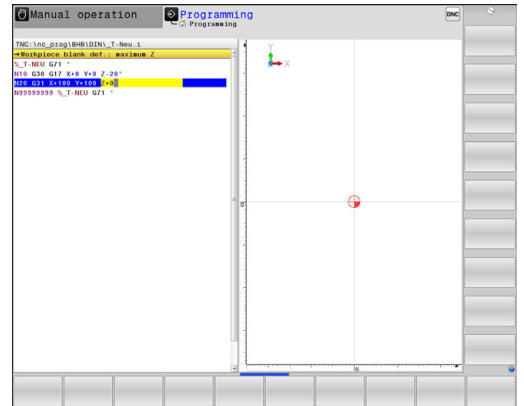 Manual operation
Programming
DNC
Programming
TNC:\nc_prog\BHB\DIN\_T-Neu.i
→Workpiece blank def.: maximum Z
%_T-NEU G71 *
N10 G30 G17 X+0 Y+0 Z-20*
N20 G31 X+100 Y+100 Z+0
N99999999 %_T-NEU G71 *
Y
X
0
0